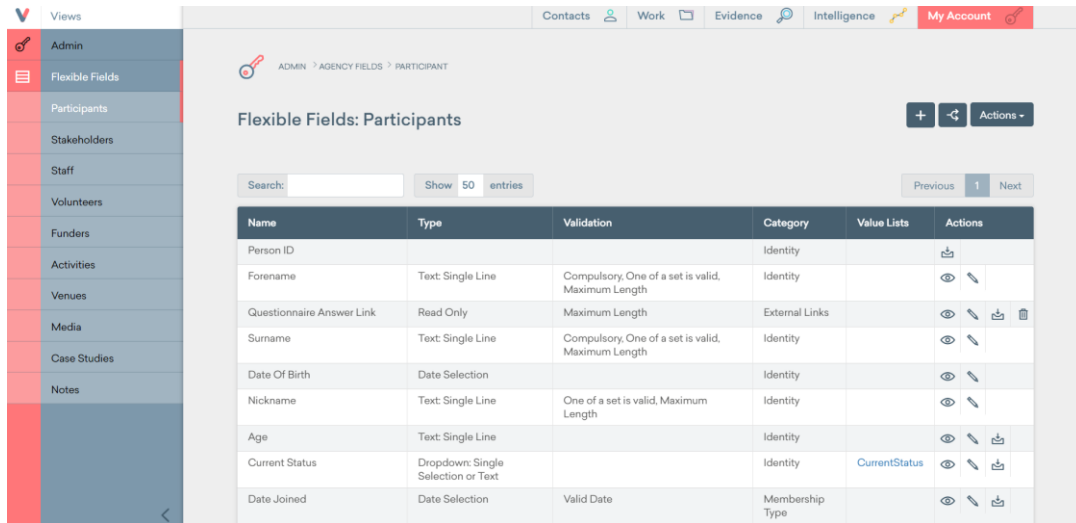 Views
Contacts Work Evidence Intelligence My Account
Admin
Flexible Fields
Participants
Stakeholders
Staff
Volunteers
Funders
Activities
Venues
Media
Case Studies
Notes
ADMIN > AGENCY FIELDS > PARTICIPANT
Flexible Fields: Participants
Actions
Search: Show 50 entries Previous 1 Next
Name Type Validation Category Value Lists Actions
Person ID Identity
Forename Text: Single Line Compulsory, One of a set is valid, Identity
Maximum Length
Questionnaire Answer Link Read Only Maximum Length External Links
Surname Text: Single Line Compulsory, One of a set is valid, Identity
Maximum Length
Date Of Birth Date Selection Identity
Nickname Text: Single Line One of a set is valid, Maximum Identity
Length
Age Text: Single Line Identity
Current Status Dropdown: Single Identity CurrentStatus
Selection or Text
Date Joined Date Selection Valid Date Membership
Type